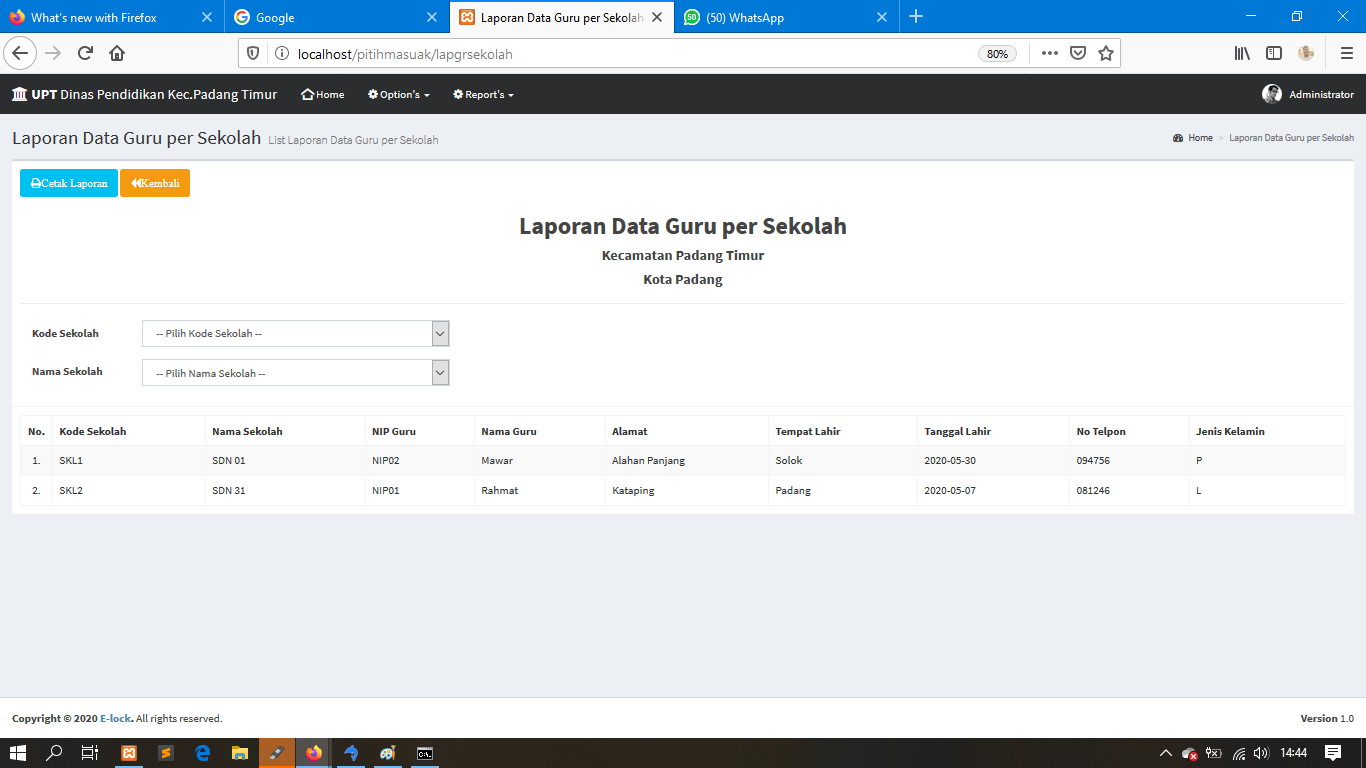 What's new with Firefox
Google
Laporan Data Guru per Sekolah
50 (50) WhatsApp
localhost/pitihmasuak/lapgrsekolah
80%
UPT Dinas Pendidikan Kec.Padang Timur
Home
Option's
Report's
Administrator
Laporan Data Guru per Sekolah List Laporan Data Guru per Sekolah
Home > Laporan Data Guru per Sekolah
Cetak Laporan
Kembali
Laporan Data Guru per Sekolah
Kecamatan Padang Timur
Kota Padang
Kode Sekolah -- Pilih Kode Sekolah --
Nama Sekolah -- Pilih Nama Sekolah --
No. Kode Sekolah Nama Sekolah NIP Guru Nama Guru Alamat Tempat Lahir Tanggal Lahir No Telpon Jenis Kelamin
1. SKL1 SDN 01 NIP02 Mawar Alahan Panjang Solok 2020-05-30 094756 P
2. SKL2 SDN 31 NIP01 Rahmat Kataping Padang 2020-05-07 081246 L
Copyright © 2020 E-lock. All rights reserved.
Version 1.0
14:44